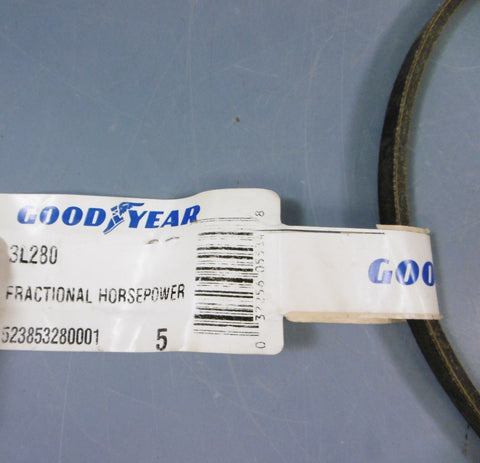 GOODYEAR
3L280
FRACTIONAL HORSEPOWER
523853280001 5
GOO